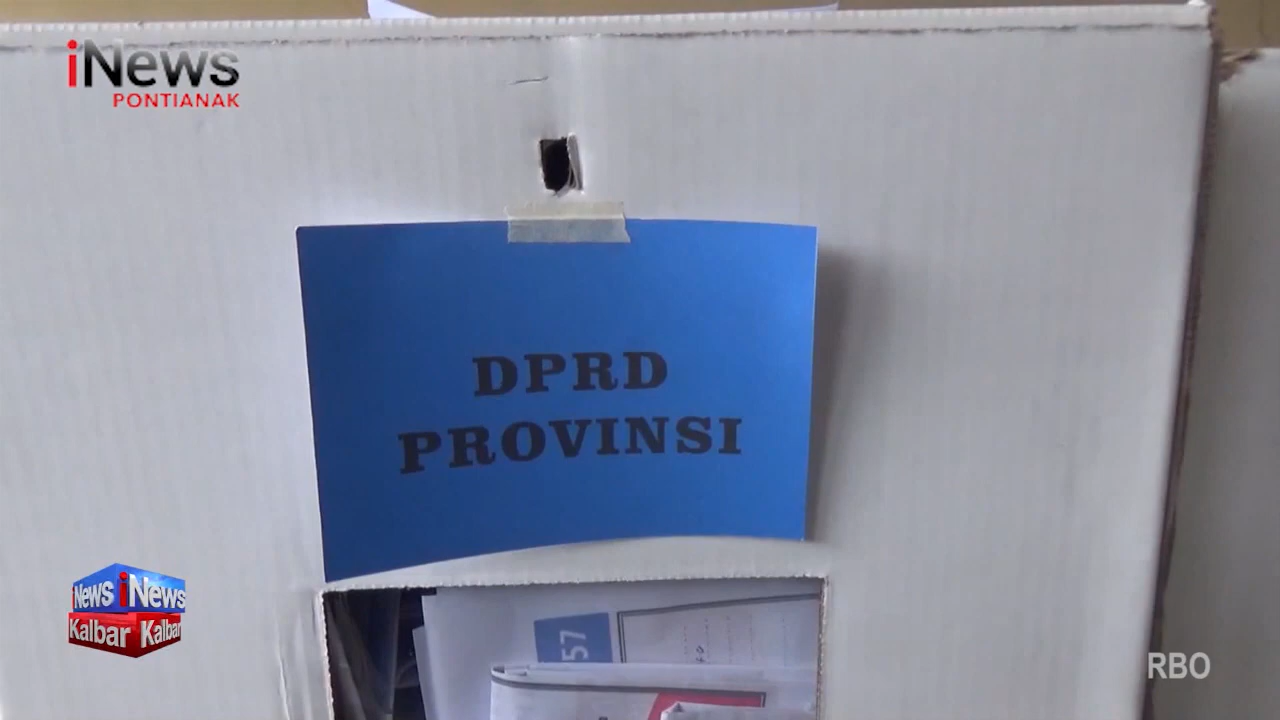 iNews
PONTIANAK
DPRD
PROVINSI
57
News iNews
Kalbar Kalbar
RBO